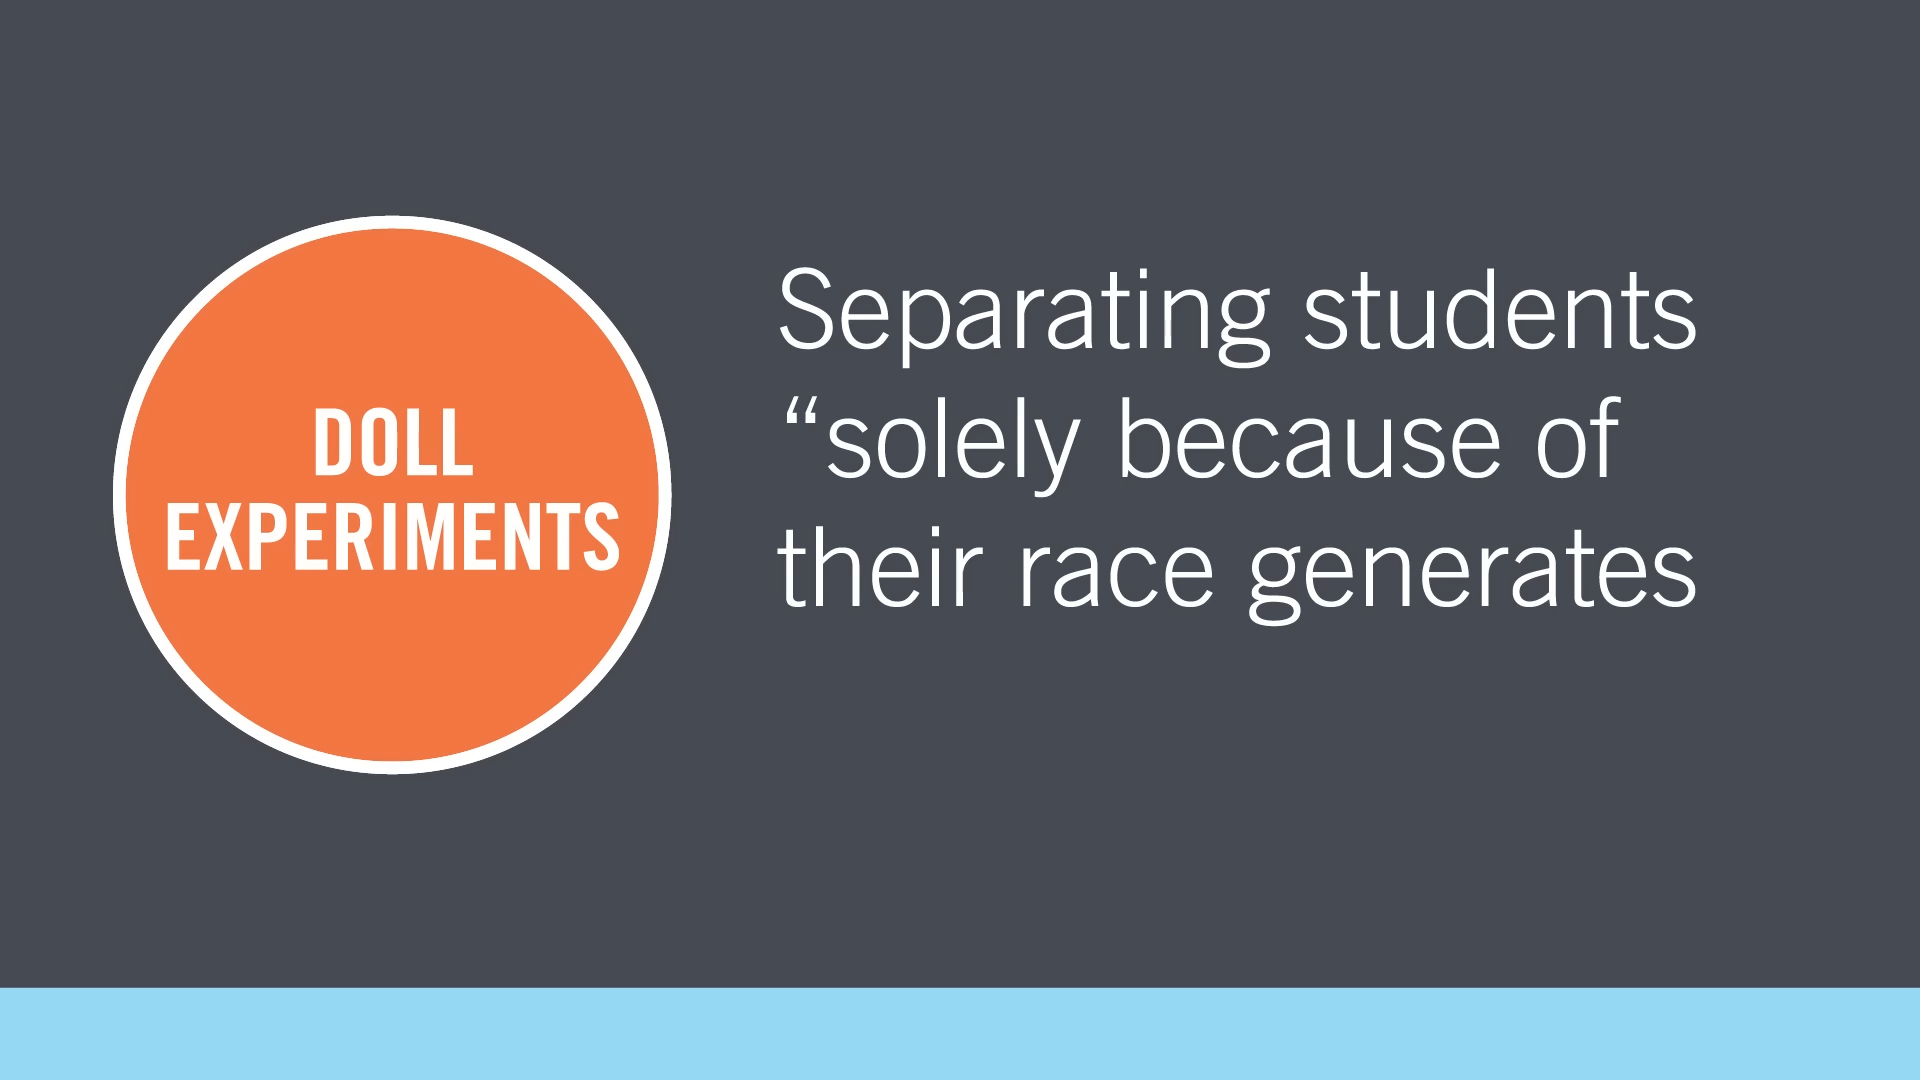 DOLL
EXPERIMENTS
Separating students
“solely because of
their race generates